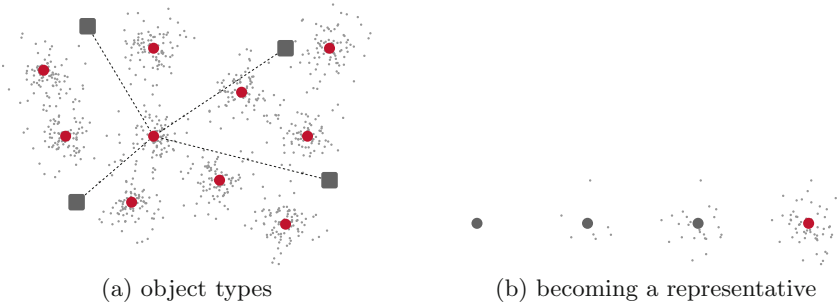 (a) object types
(b) becoming a representative